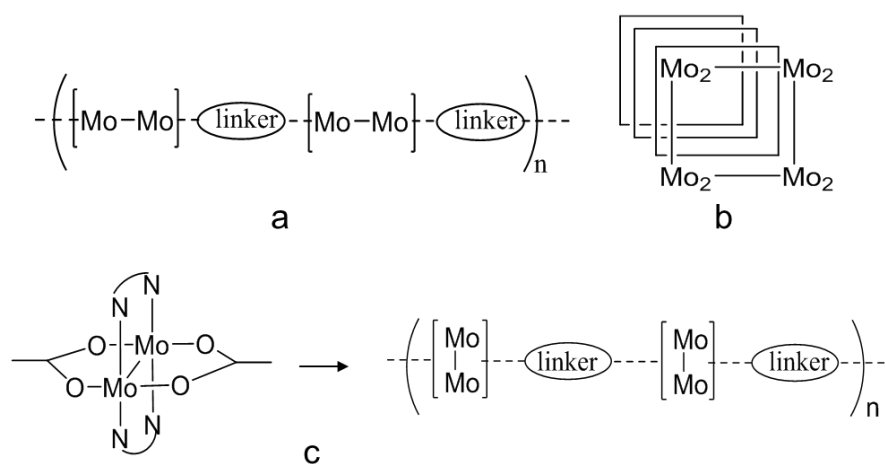 [Mo–Mo] linker [Mo–Mo] linker n
a
Mo2 Mo2
Mo2 Mo2
b
N N
O Mo O
O Mo O
N N
Mo Mo
linker linker
Mo Mo
n
c